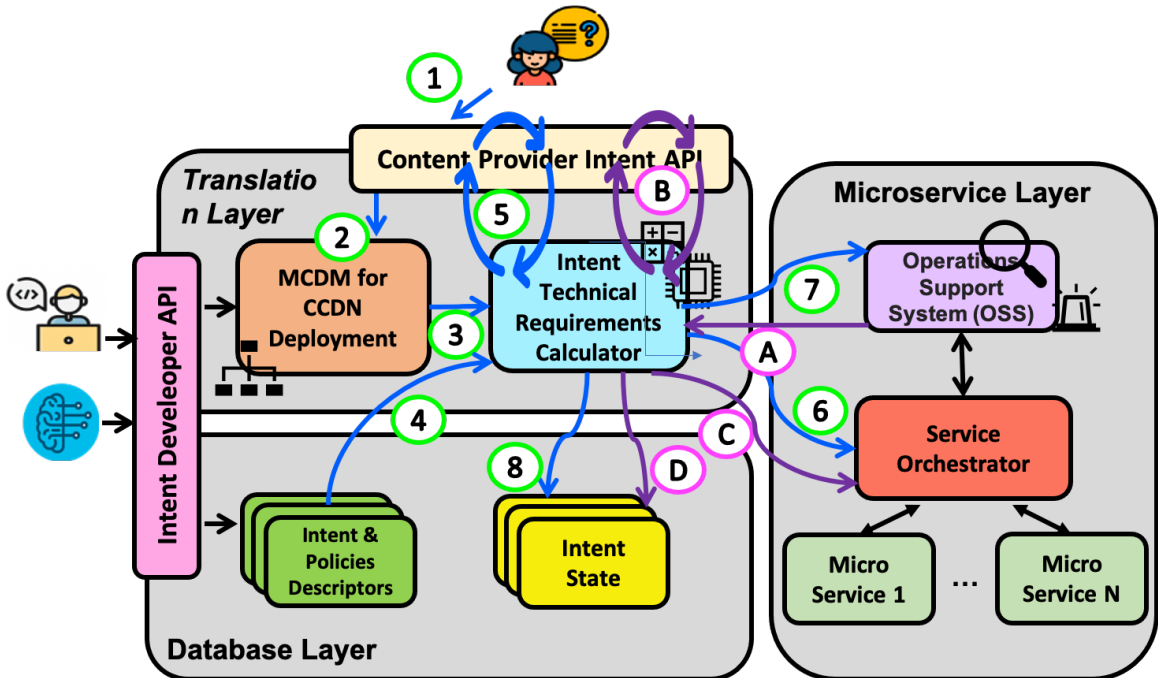 1
Content Provider Intent API
Translatio
n Layer
5
B
Microservice Layer
2
MCDM for
CCDN
Deployment
Intent
Technical
Requirements
Calculator
Operations
Support
System (OSS)
7
3
A
Intent Develeoper API
4
6
C
Service
Orchestrator
8
D
Intent &
Policies
Descriptors
Intent
State
Micro
Service 1
...
Micro
Service N
Database Layer